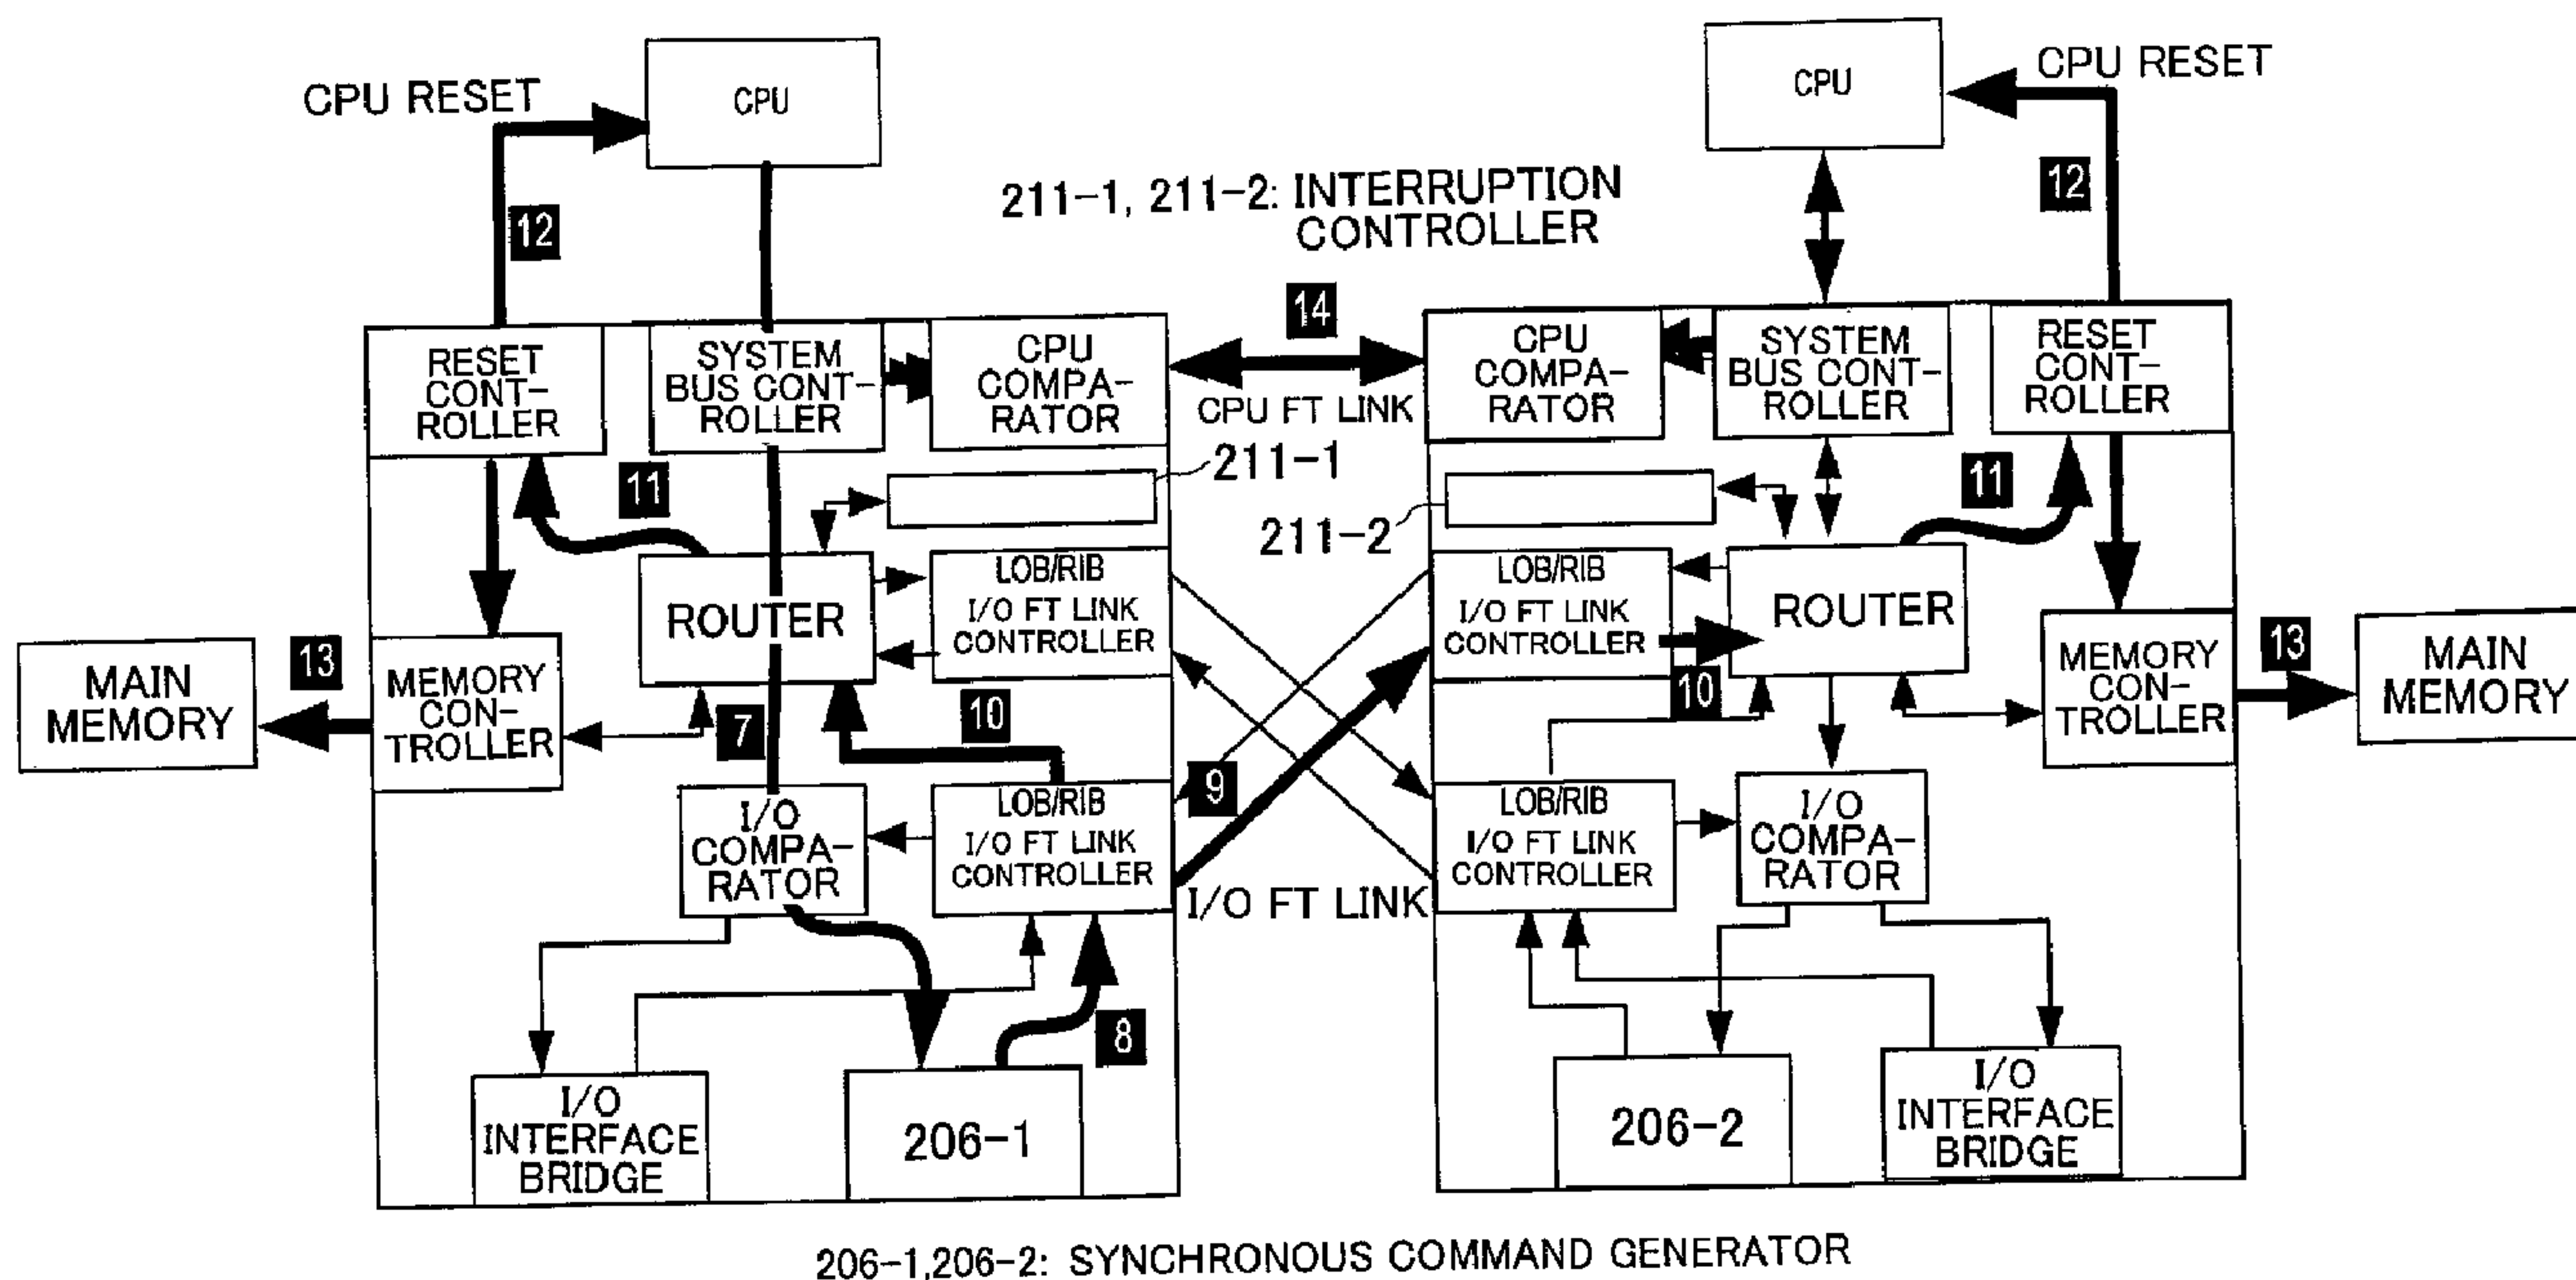 CPU RESET
CPU
CPU
CPU RESET
12
211-1, 211-2: INTERRUPTION
CONTROLLER
12
RESET
CONT-
ROLLER
SYSTEM
BUS CONT-
ROLLER
CPU
COMPA-
RATOR
14
CPU FT LINK
CPU
COMPA-
RATOR
SYSTEM
BUS CONT-
ROLLER
RESET
CONT-
ROLLER
11
211-1
211-2
11
ROUTER
LOB/RIB
I/O FT LINK
CONTROLLER
LOB/RIB
I/O FT LINK
CONTROLLER
ROUTER
MAIN
MEMORY
13
MEMORY
CON-
TROLLER
7
10
10
MEMORY
CON-
TROLLER
13
MAIN
MEMORY
I/O
COMPA-
RATOR
LOB/RIB
I/O FT LINK
CONTROLLER
9
I/O FT LINK
LOB/RIB
I/O FT LINK
CONTROLLER
I/O
COMPA-
RATOR
8
I/O
INTERFACE
BRIDGE
206-1
206-2
I/O
INTERFACE
BRIDGE
206-1,206-2: SYNCHRONOUS COMMAND GENERATOR